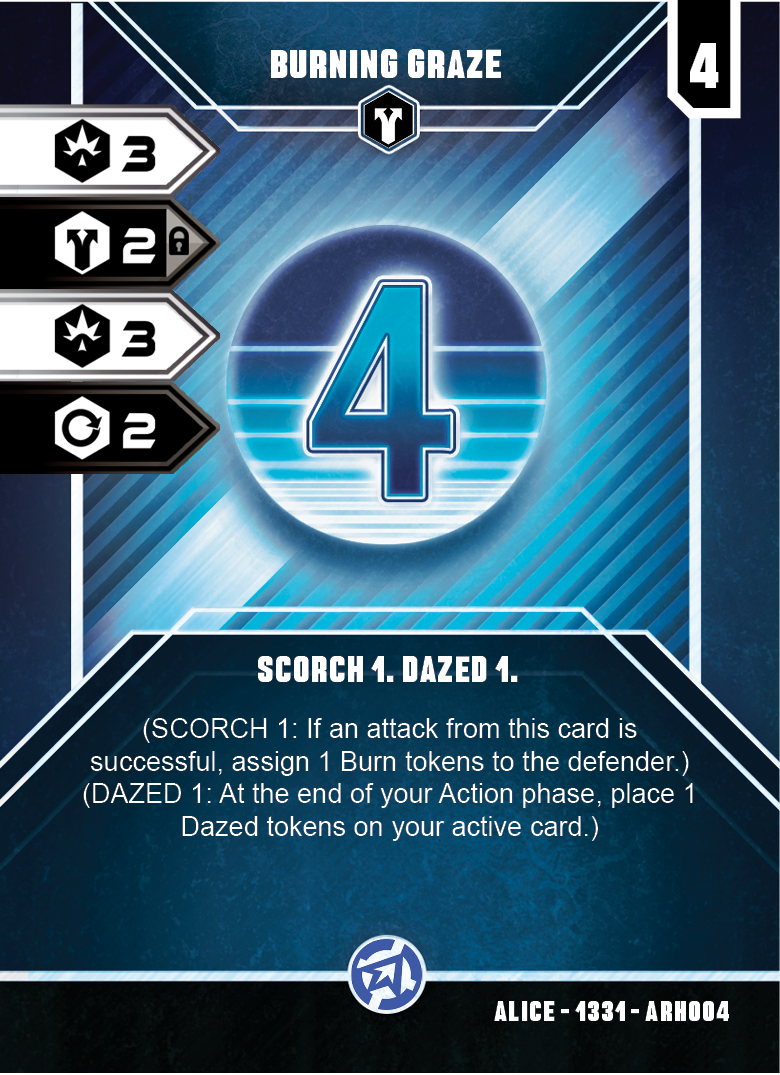 BURNING GRAZE
4
3
2
3
2
4
SCORCH 1. DAZED 1.
(SCORCH 1: If an attack from this card is
successful, assign 1 Burn tokens to the defender.)
(DAZED 1: At the end of your Action phase, place 1
Dazed tokens on your active card.)
ALICE - 1331 - ARH004